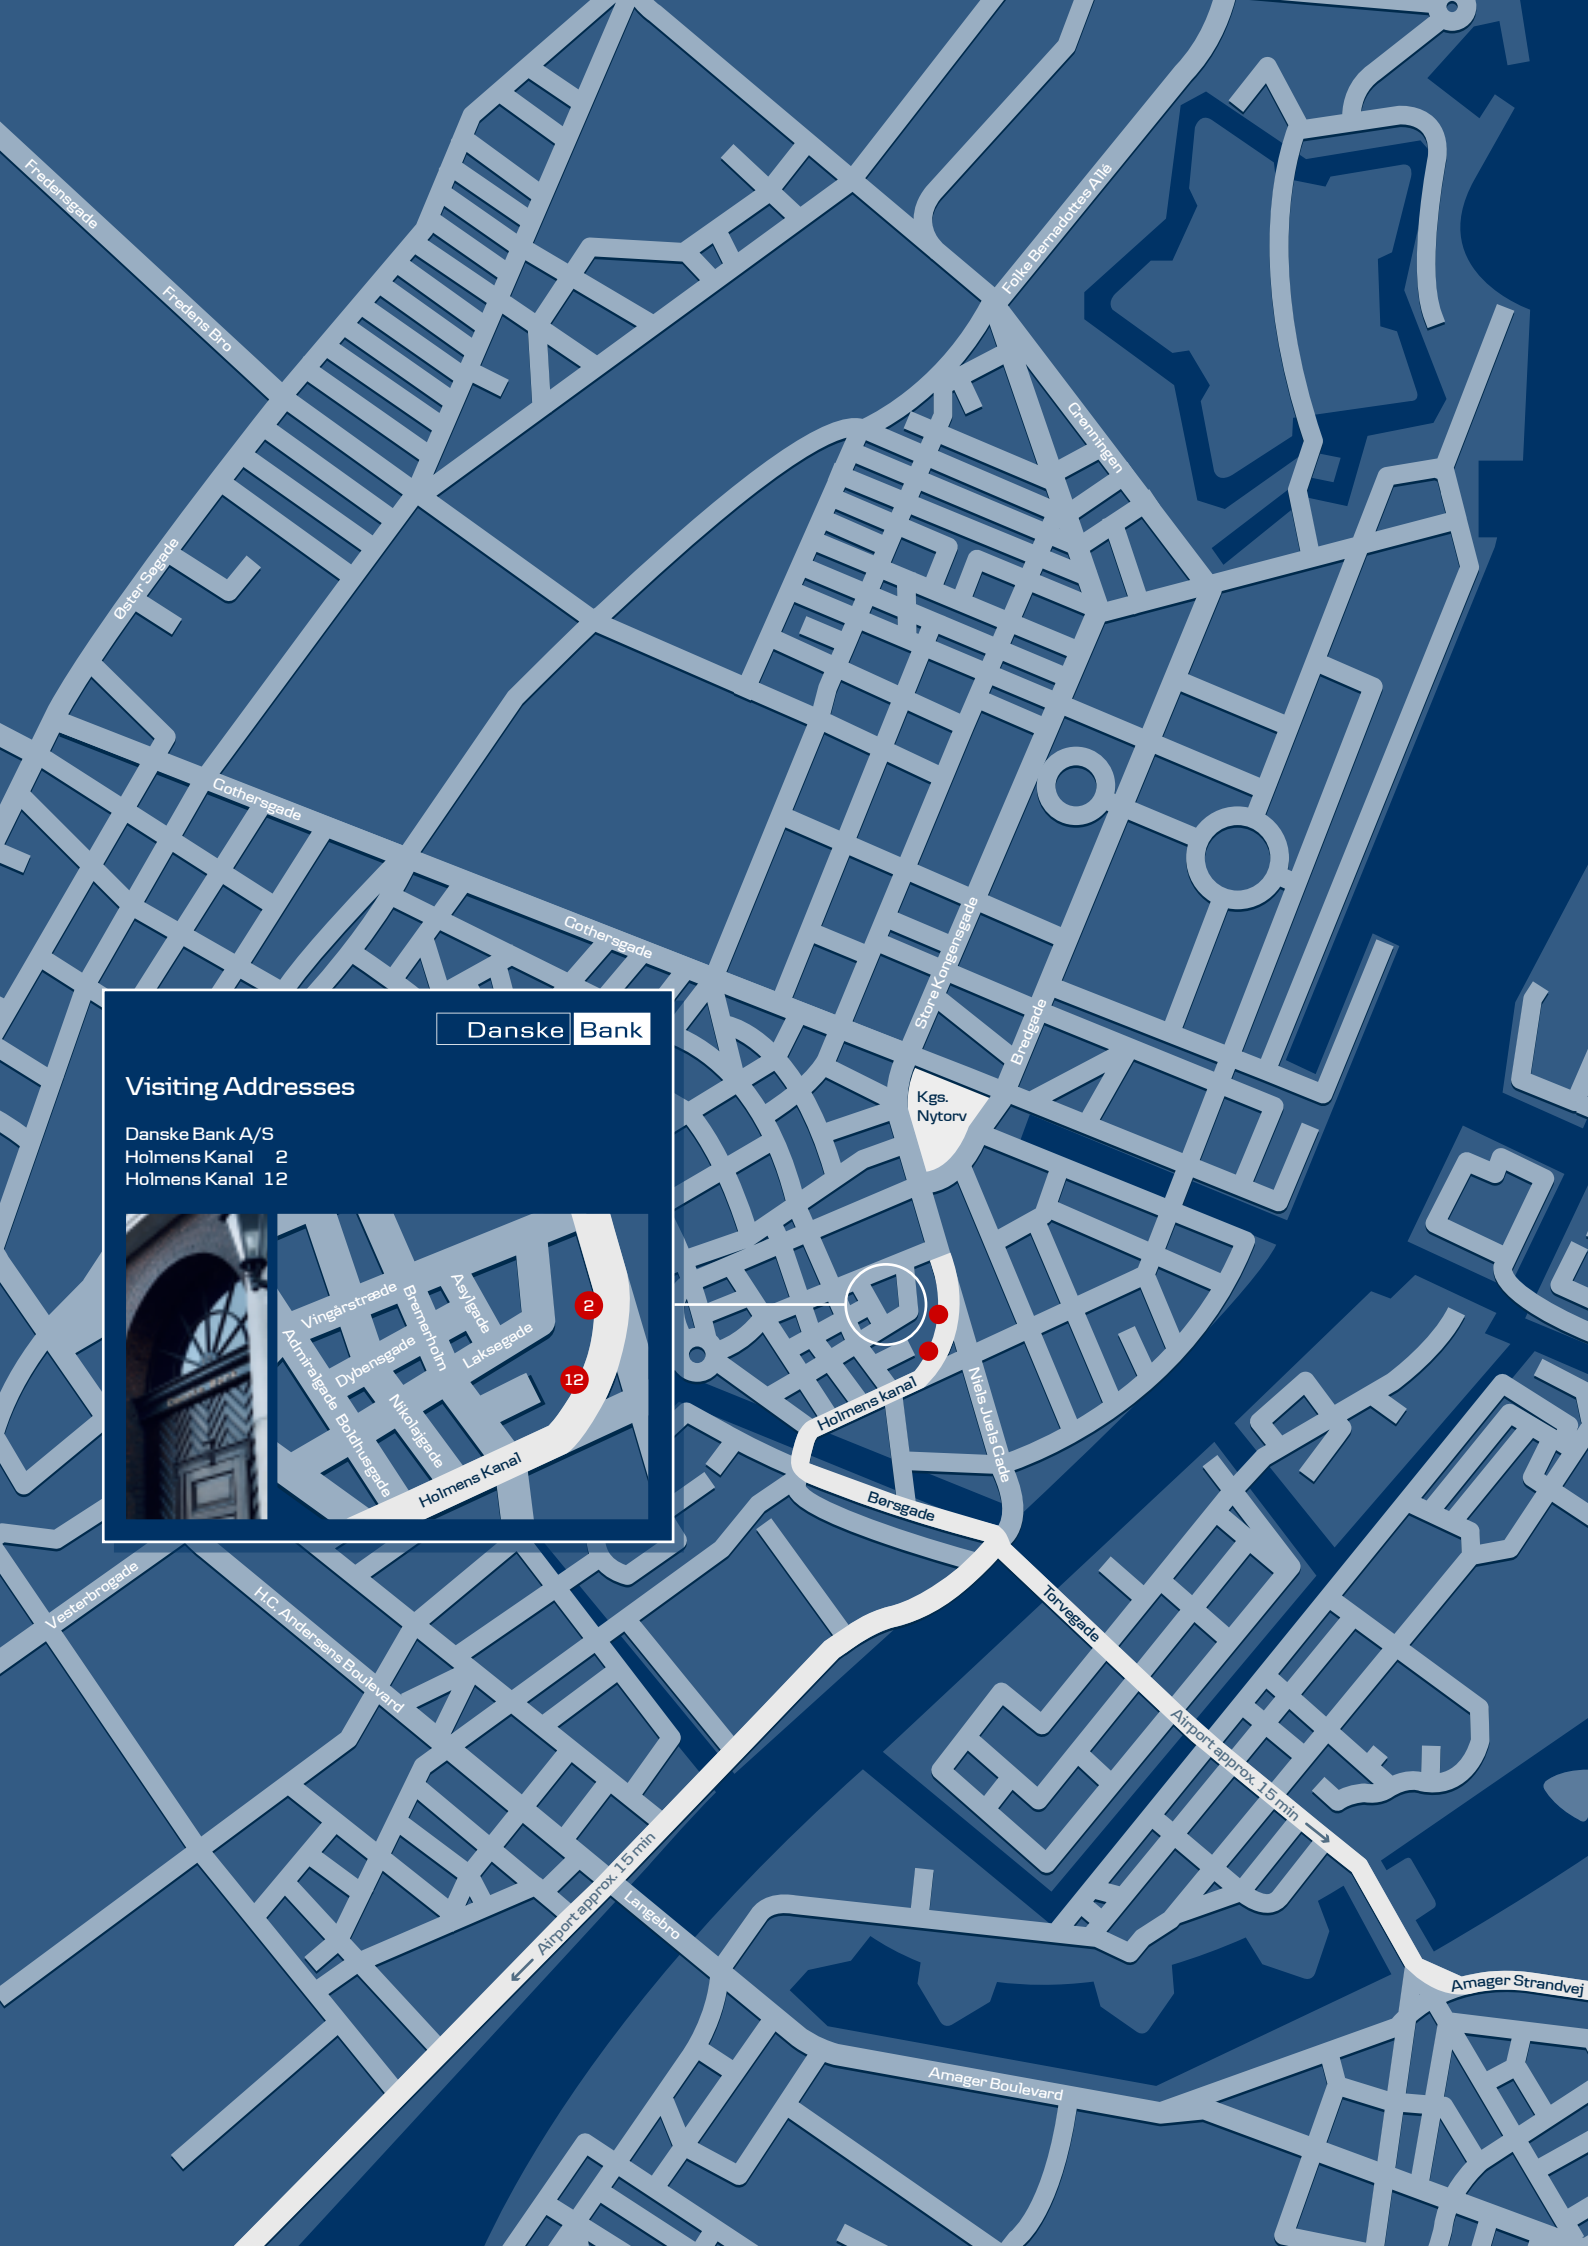 Fredensgade
Fredens Bro
Folke Bernadottes Allé
Grønningen
Øster Søgade
Gothersgade
Gothersgade
Store Kongensgade
Bredgade
Kgs.
Nytorv
Danske Bank
Visiting Addresses
Danske Bank A/S
Holmens Kanal 2
Holmens Kanal 12
Vingårstræde
Bremerholm
Asylgade
Admiralgade
Dybensgade
Laksegade
Nikolajgade
Boldhusgade
Holmens Kanal
2
12
Holmens kanal
Niels Juels Gade
Børsgade
Vesterbrogade
H.C. Andersens Boulevard
Torvegade
Airport approx. 15 min →
← Airport approx. 15 min
Langebro
Amager Strandvej
Amager Boulevard